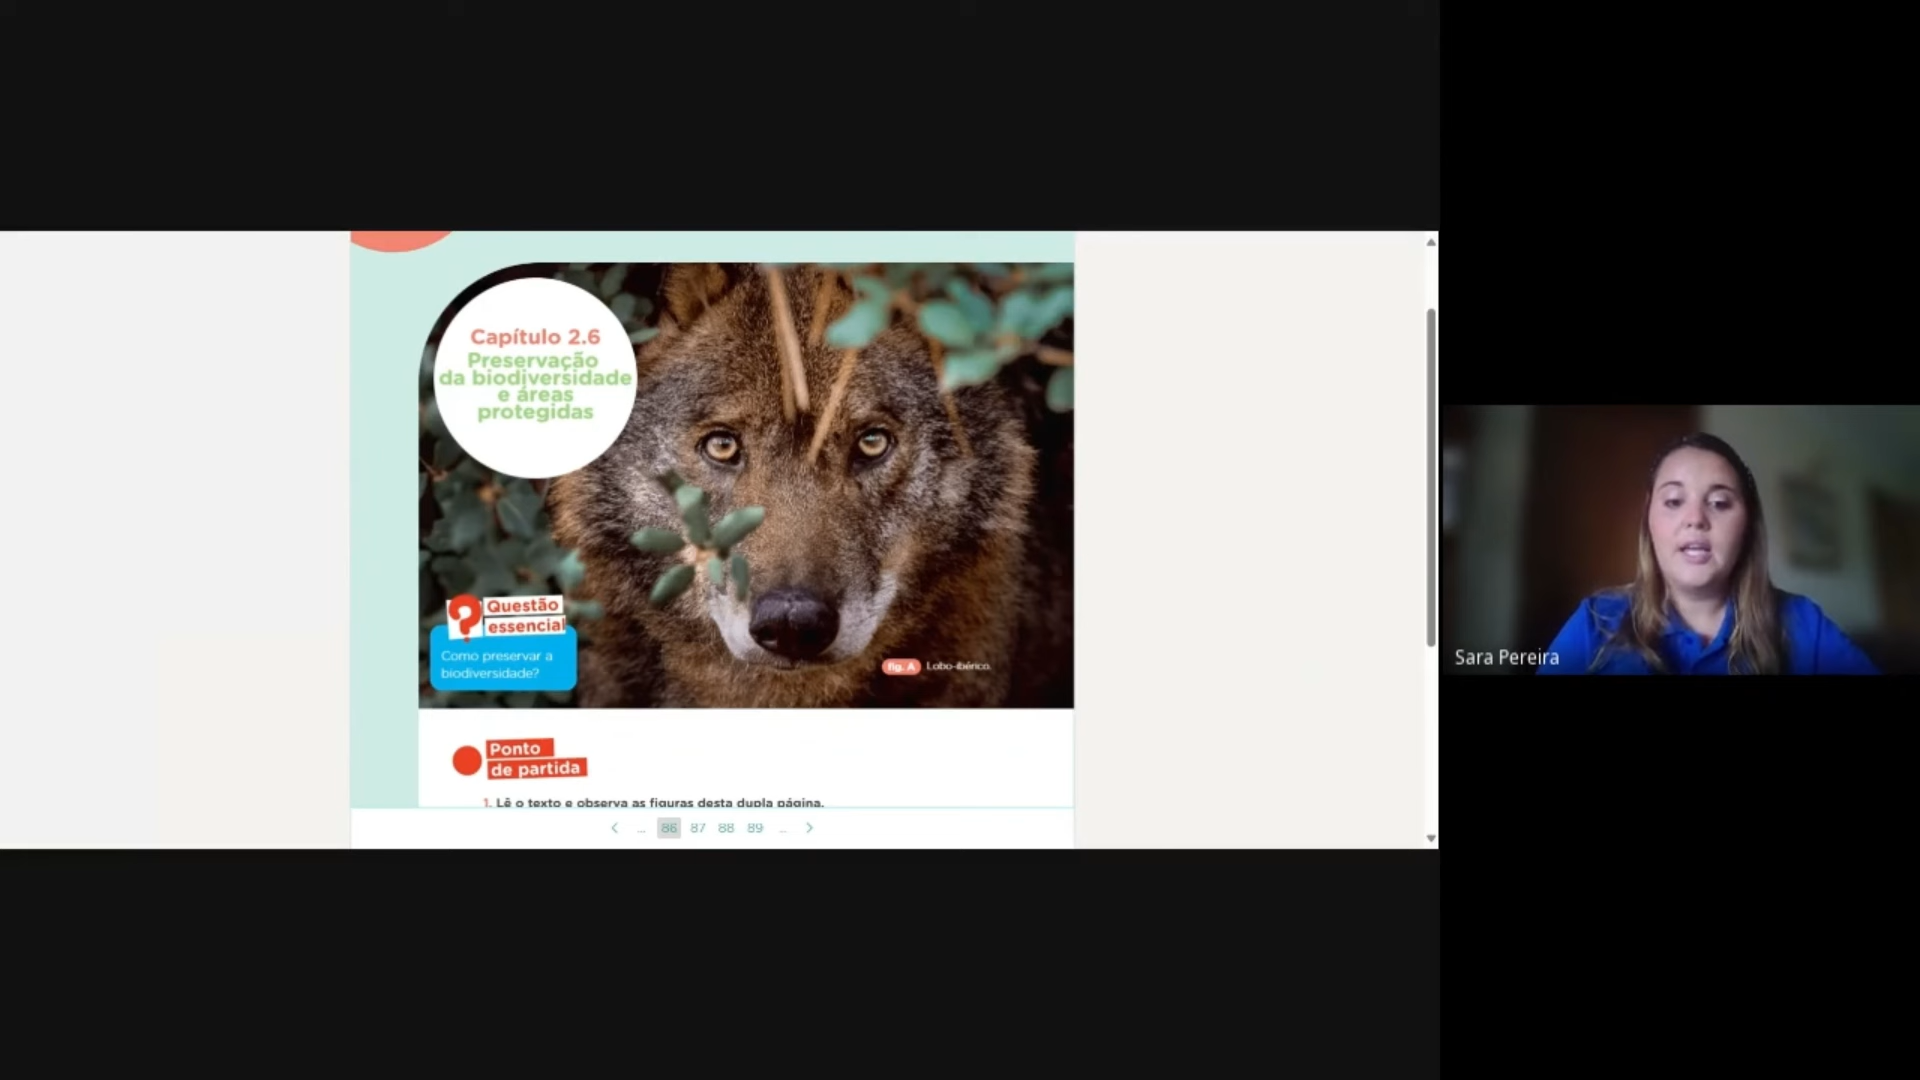 Capítulo 2.6
Preservação
da biodiversidade
e áreas
protegidas
?
Questão
essencial
Como preservar a
biodiversidade?
fig. A Lobo-ibérico.
Ponto
de partida
1. Lê o texto e observa as figuras desta dupla página.
< ... 86 87 88 89 ... >
Sara Pereira